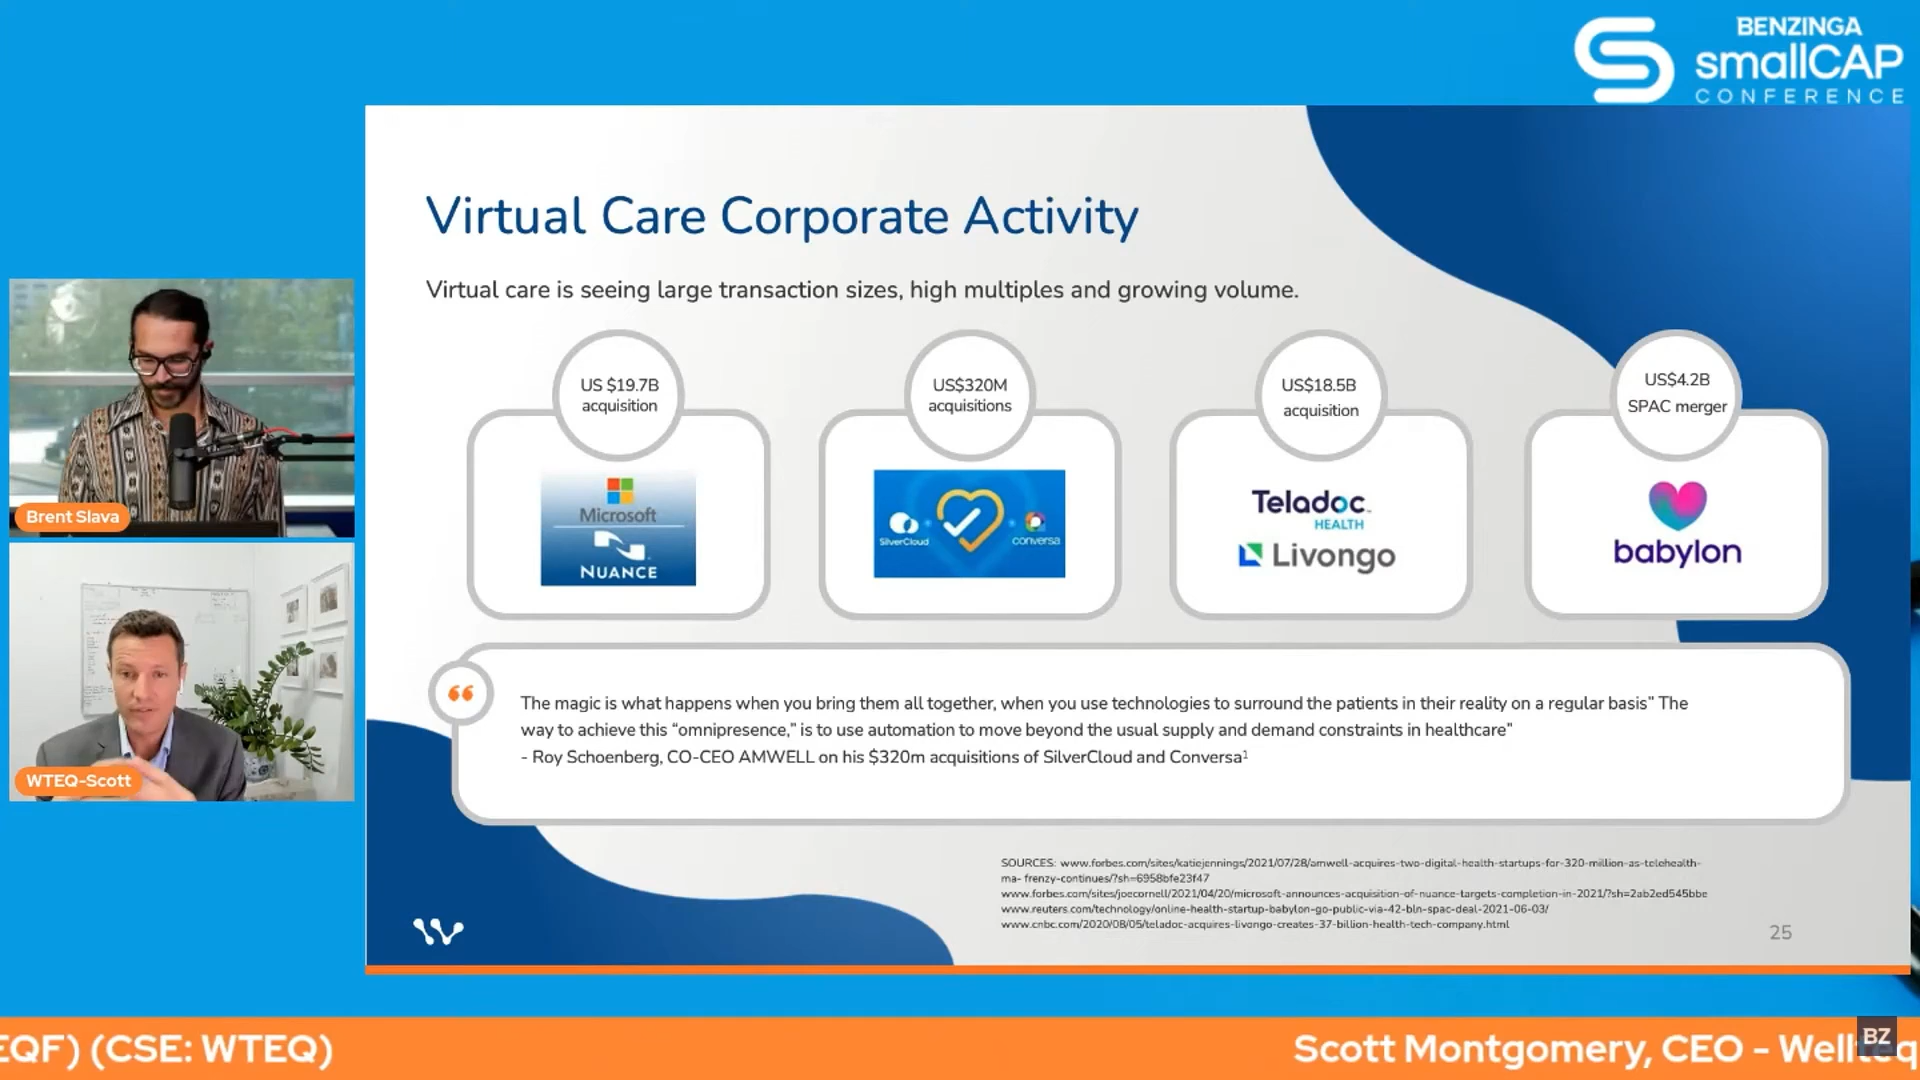 BENZINGA
smallCAP
CONFERENCE
Virtual Care Corporate Activity
Virtual care is seeing large transaction sizes, high multiples and growing volume.
US $19.7B
acquisition
Microsoft
NUANCE
US$320M
acquisitions
SilverCloud
conversa
US$18.5B
acquisition
Teladoc
HEALTH
Livongo
US$4.2B
SPAC merger
babylon
Brent Slava
WTEQ-Scott
“
The magic is what happens when you bring them all together, when you use technologies to surround the patients in their reality on a regular basis” The
way to achieve this “omnipresence,” is to use automation to move beyond the usual supply and demand constraints in healthcare”
- Roy Schoenberg, CO-CEO AMWELL on his $320m acquisitions of SilverCloud and Conversa¹
SOURCES: www.forbes.com/sites/katiejennings/2021/07/28/amwell-acquires-two-digital-health-startups-for-320-million-as-telehealth-
ma- frenzy-continues/?sh=6958bfe23f47
www.forbes.com/sites/joecornell/2021/04/20/microsoft-announces-acquisition-of-nuance-targets-completion-in-2021/?sh=2ab2ed545bbe
www.reuters.com/technology/online-health-startup-babylon-go-public-via-42-bln-spac-deal-2021-06-03/
www.cnbc.com/2020/08/05/teladoc-acquires-livongo-creates-37-billion-health-tech-company.html
25
EQF) (CSE: WTEQ)
Scott Montgomery, CEO - Wellteq
BZ